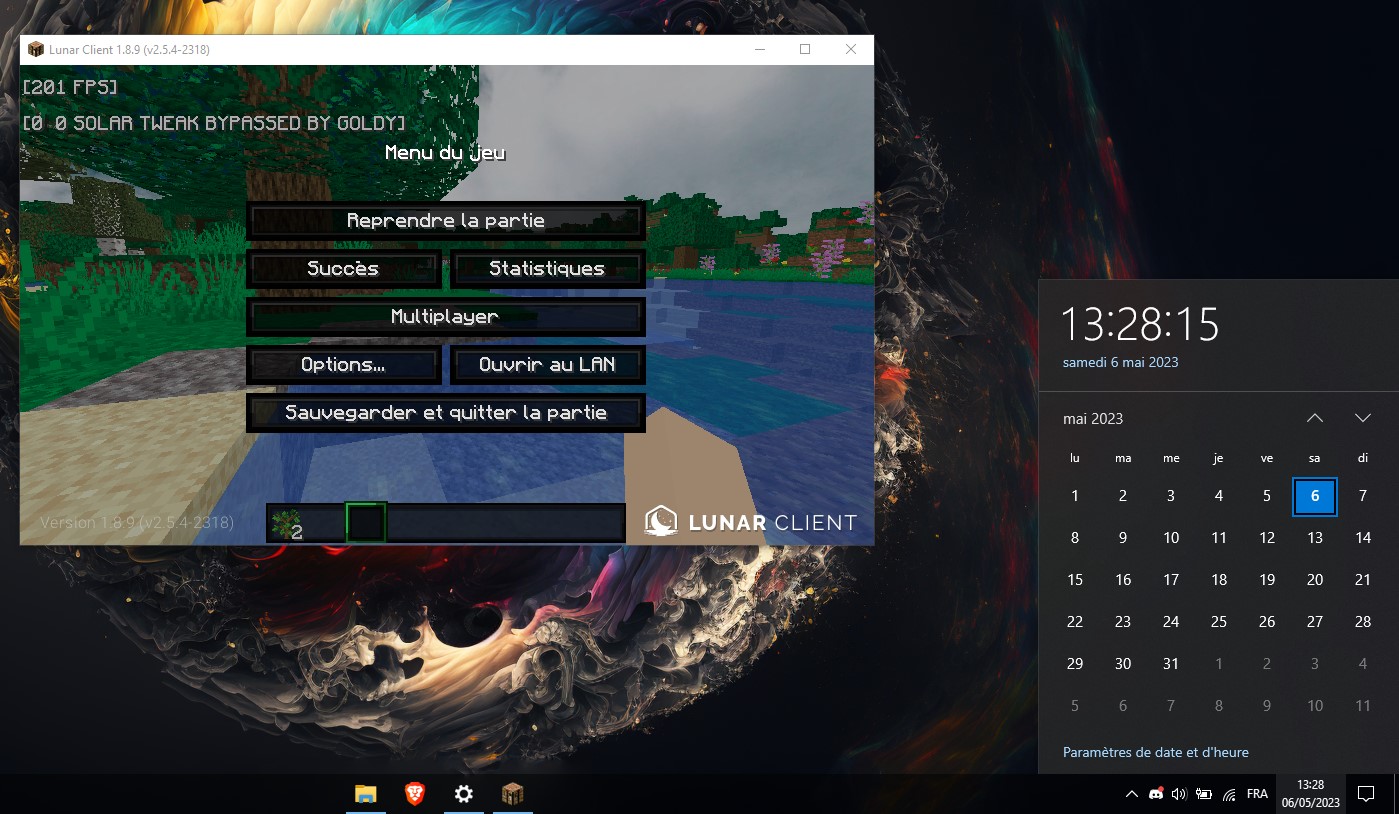 Lunar Client 1.8.9 (v2.5.4-2318)
[201 FPS]
[0 0 SOLAR TWEAK BYPASSED BY GOLDY]
Menu du jeu
Reprendre la partie
Succès
Statistiques
Multiplayer
Options...
Ouvrir au LAN
Sauvegarder et quitter la partie
Version 1.8.9 (v2.5.4-2318)
2
LUNAR CLIENT
13:28:15
samedi 6 mai 2023
mai 2023
lu ma me je ve sa di
1 2 3 4 5 6 7
8 9 10 11 12 13 14
15 16 17 18 19 20 21
22 23 24 25 26 27 28
29 30 31 1 2 3 4
5 6 7 8 9 10 11
Paramètres de date et d'heure
FRA
13:28
06/05/2023